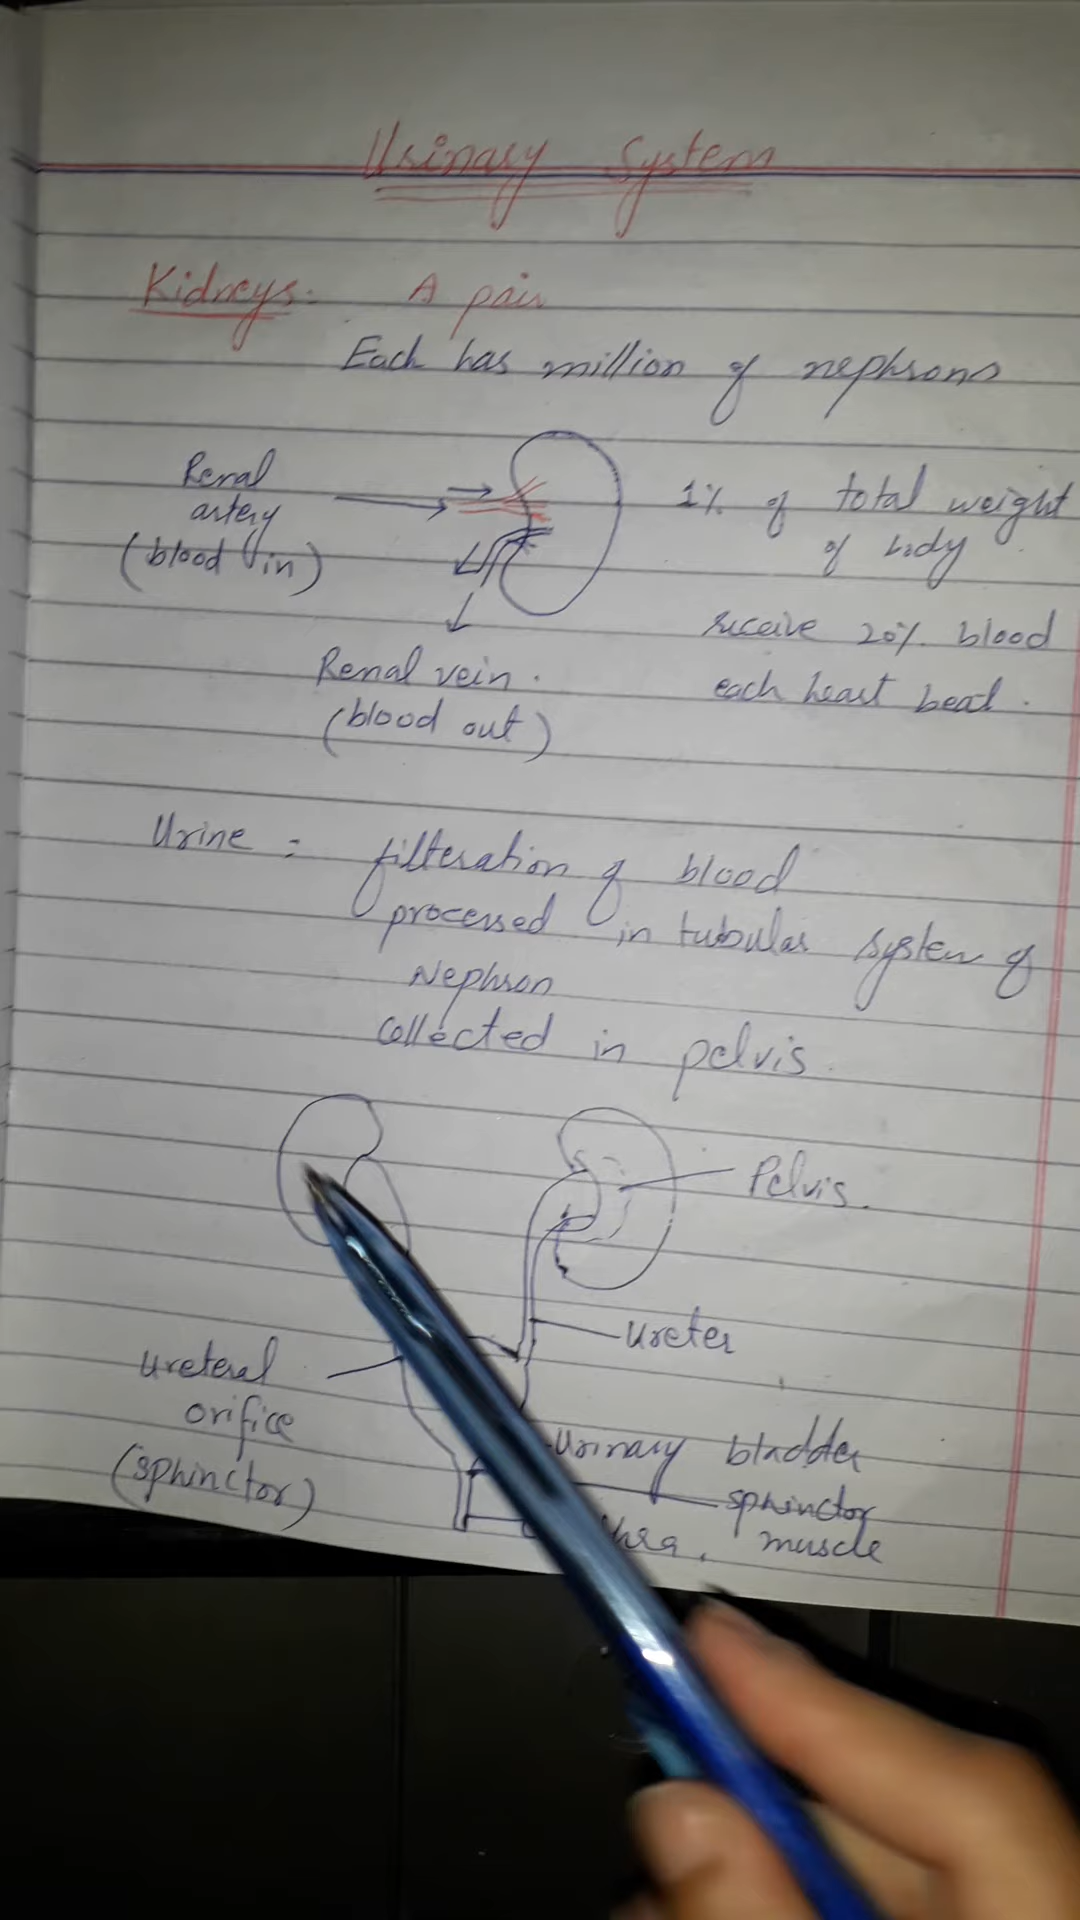 Urinary System
Kidneys: A pair
Each has million of nephrons
Renal
artery
(blood in)
1% of total weight
of body
receive 20% blood
each heart beat.
Renal vein.
(blood out)
Urine = filteration of blood
processed in tubular system of
Nephron
collected in pelvis.
Pelvis.
Ureter
Ureteral
orifice
(sphinctor)
Urinary bladder
sphinctor
muscle